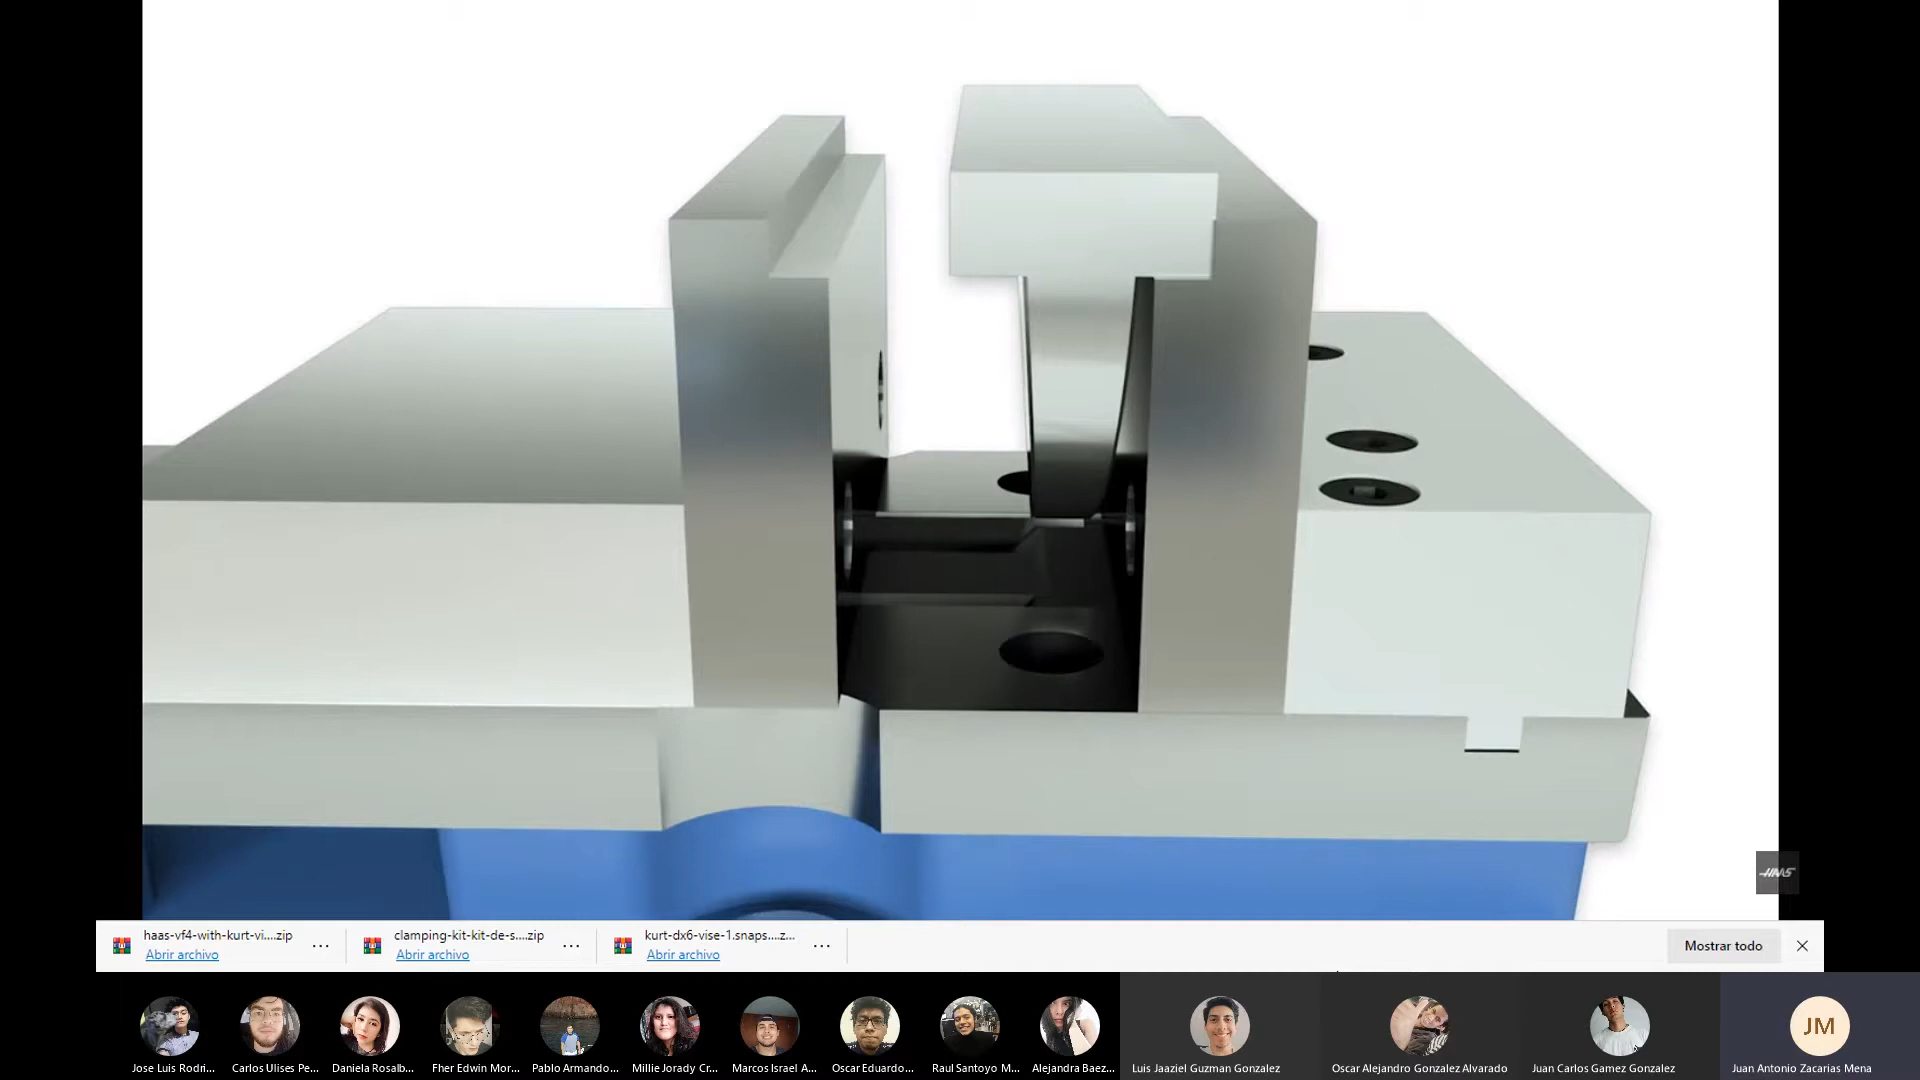 HAAS
haas-vf4-with-kurt-vi....zip
Abrir archivo
clamping-kit-kit-de-s....zip
Abrir archivo
kurt-dx6-vise-1.snaps....z...
Abrir archivo
Mostrar todo
JM
Jose Luis Rodri...
Carlos Ulises Pe...
Daniela Rosalb...
Fher Edwin Mor...
Pablo Armando...
Millie Jorady Cr...
Marcos Israel A...
Oscar Eduardo...
Raul Santoyo M...
Alejandra Baez...
Luis Jaaziel Guzman Gonzalez
Oscar Alejandro Gonzalez Alvarado
Juan Carlos Gamez Gonzalez
Juan Antonio Zacarias Mena